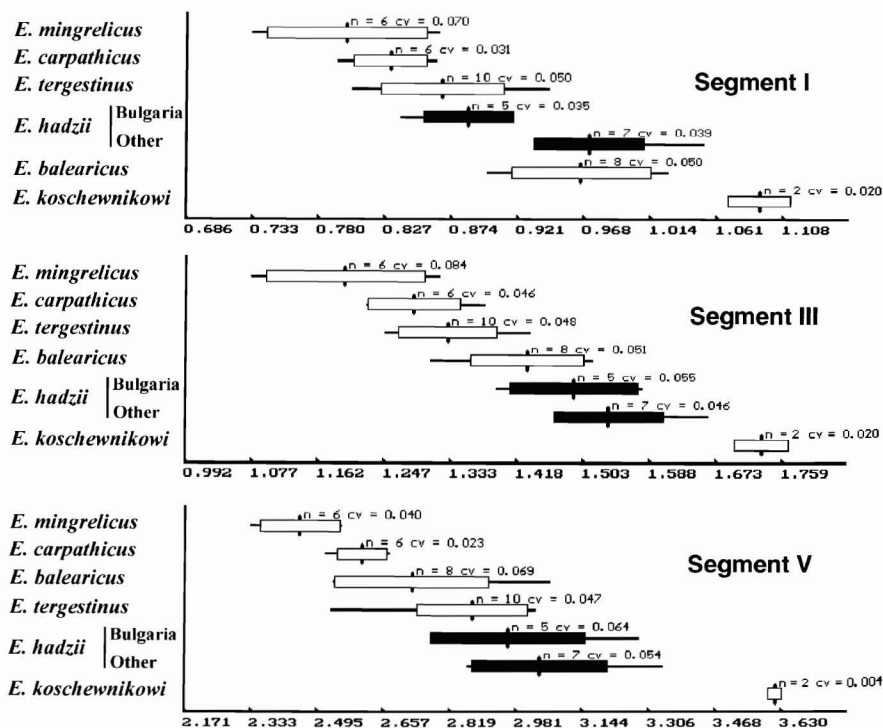 E. mingrelicus n = 6 cv = 0.070
E. carpathicus n = 6 cv = 0.031
E. tergestinus n = 10 cv = 0.050
Segment I
E. hadzii Bulgaria n = 5 cv = 0.035
Other n = 7 cv = 0.039
E. balearicus n = 8 cv = 0.050
E. koschewnikowi n = 2 cv = 0.020
0.686 0.733 0.780 0.827 0.874 0.921 0.968 1.014 1.061 1.108
E. mingrelicus n = 6 cv = 0.084
E. carpathicus n = 6 cv = 0.046
Segment III
E. tergestinus n = 10 cv = 0.048
E. balearicus n = 8 cv = 0.051
E. hadzii Bulgaria n = 5 cv = 0.055
Other n = 7 cv = 0.046
E. koschewnikowi n = 2 cv = 0.020
0.992 1.077 1.162 1.247 1.333 1.418 1.503 1.588 1.673 1.759
E. mingrelicus n = 6 cv = 0.040
E. carpathicus n = 6 cv = 0.023
Segment V
E. balearicus n = 8 cv = 0.069
E. tergestinus n = 10 cv = 0.047
E. hadzii Bulgaria n = 5 cv = 0.064
Other n = 7 cv = 0.054
E. koschewnikowi n = 2 cv = 0.004
2.171 2.333 2.495 2.657 2.819 2.981 3.144 3.306 3.468 3.630